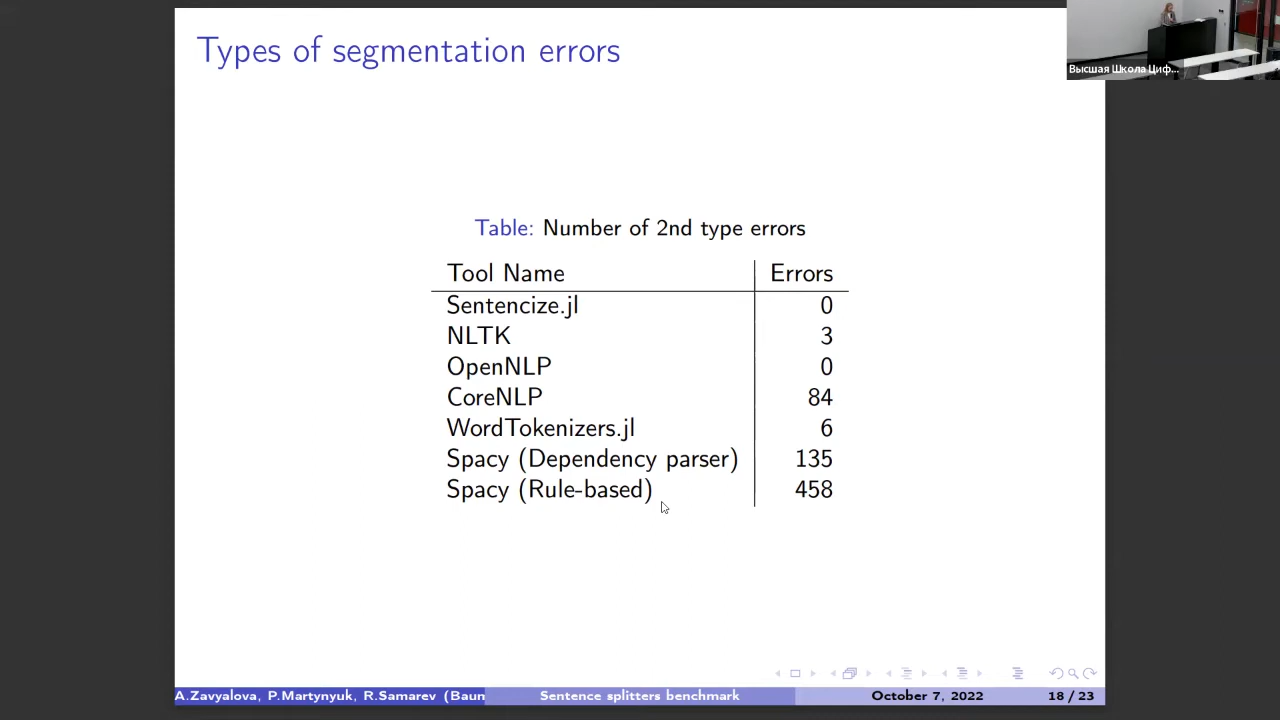 Types of segmentation errors
Высшая Школа Циф...
Table: Number of 2nd type errors
Tool Name Errors
Sentencize.jl 0
NLTK 3
OpenNLP 0
CoreNLP 84
WordTokenizers.jl 6
Spacy (Dependency parser) 135
Spacy (Rule-based) 458
A.Zavyalova, P.Martynyuk, R.Samarev (Baum Sentence splitters benchmark October 7, 2022 18 / 23